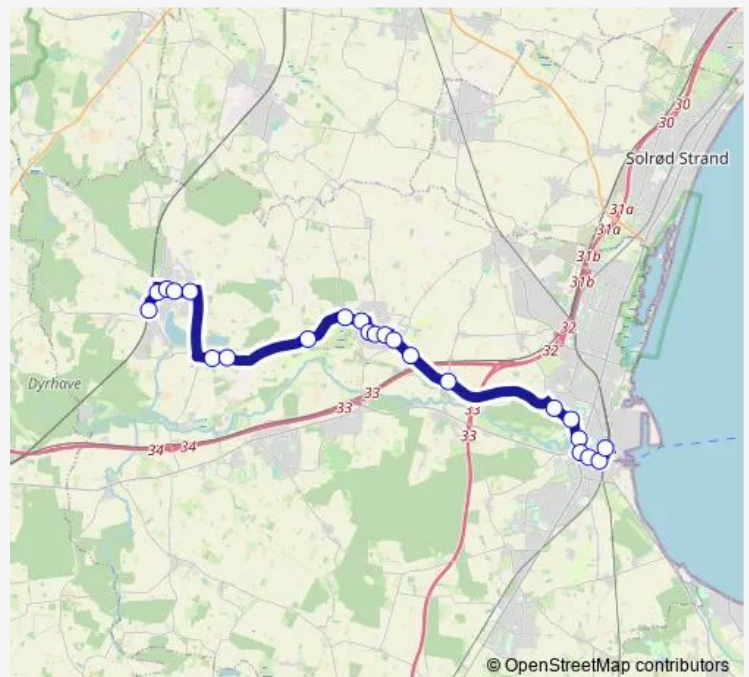 30
30
Solrød Strand
31a
31a
31b
31b
32
32
Dyrhave
33
33
33
33
34
34
© OpenStreetMap contributors